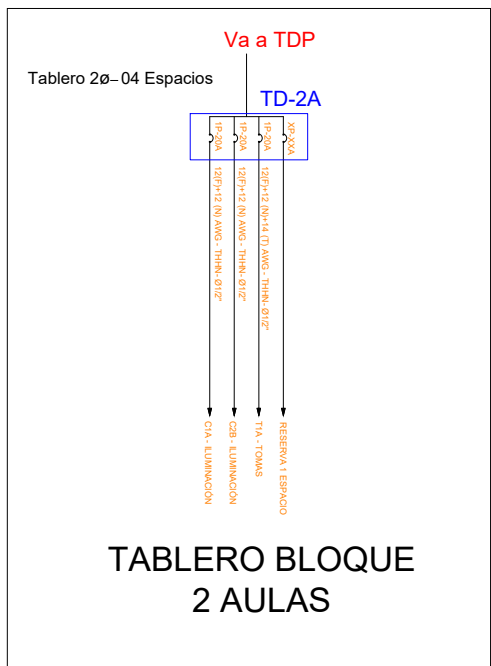 Va a TDP
Tablero 2ø–04 Espacios
TD-2A
1P-20A
1P-20A
1P-20A
XP-XXA
12(F)+12 (N) AWG - THHN- Ø1/2"
12(F)+12 (N) AWG - THHN- Ø1/2"
12(F)+12 (N)+14 (T) AWG - THHN- Ø1/2"
C1A - ILUMINACIÓN
C2B - ILUMINACIÓN
T1A - TOMAS
RESERVA 1 ESPACIO
TABLERO BLOQUE
2 AULAS